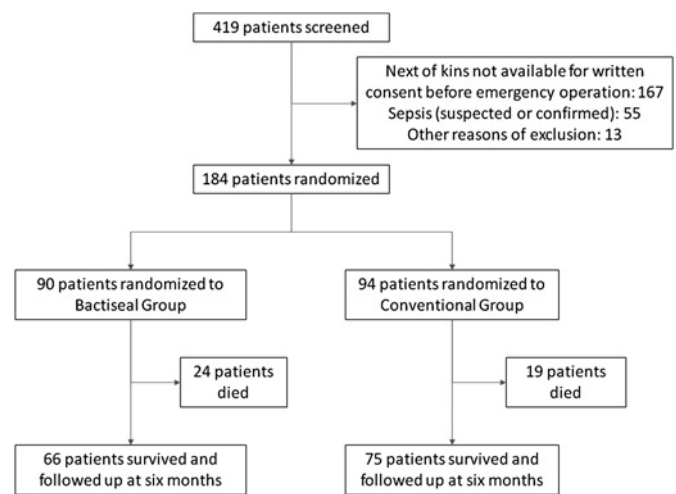 419 patients screened
Next of kins not available for written
consent before emergency operation: 167
Sepsis (suspected or confirmed): 55
Other reasons of exclusion: 13
184 patients randomized
90 patients randomized to
Bactiseal Group
94 patients randomized to
Conventional Group
24 patients
died
19 patients
died
66 patients survived and
followed up at six months
75 patients survived and
followed up at six months